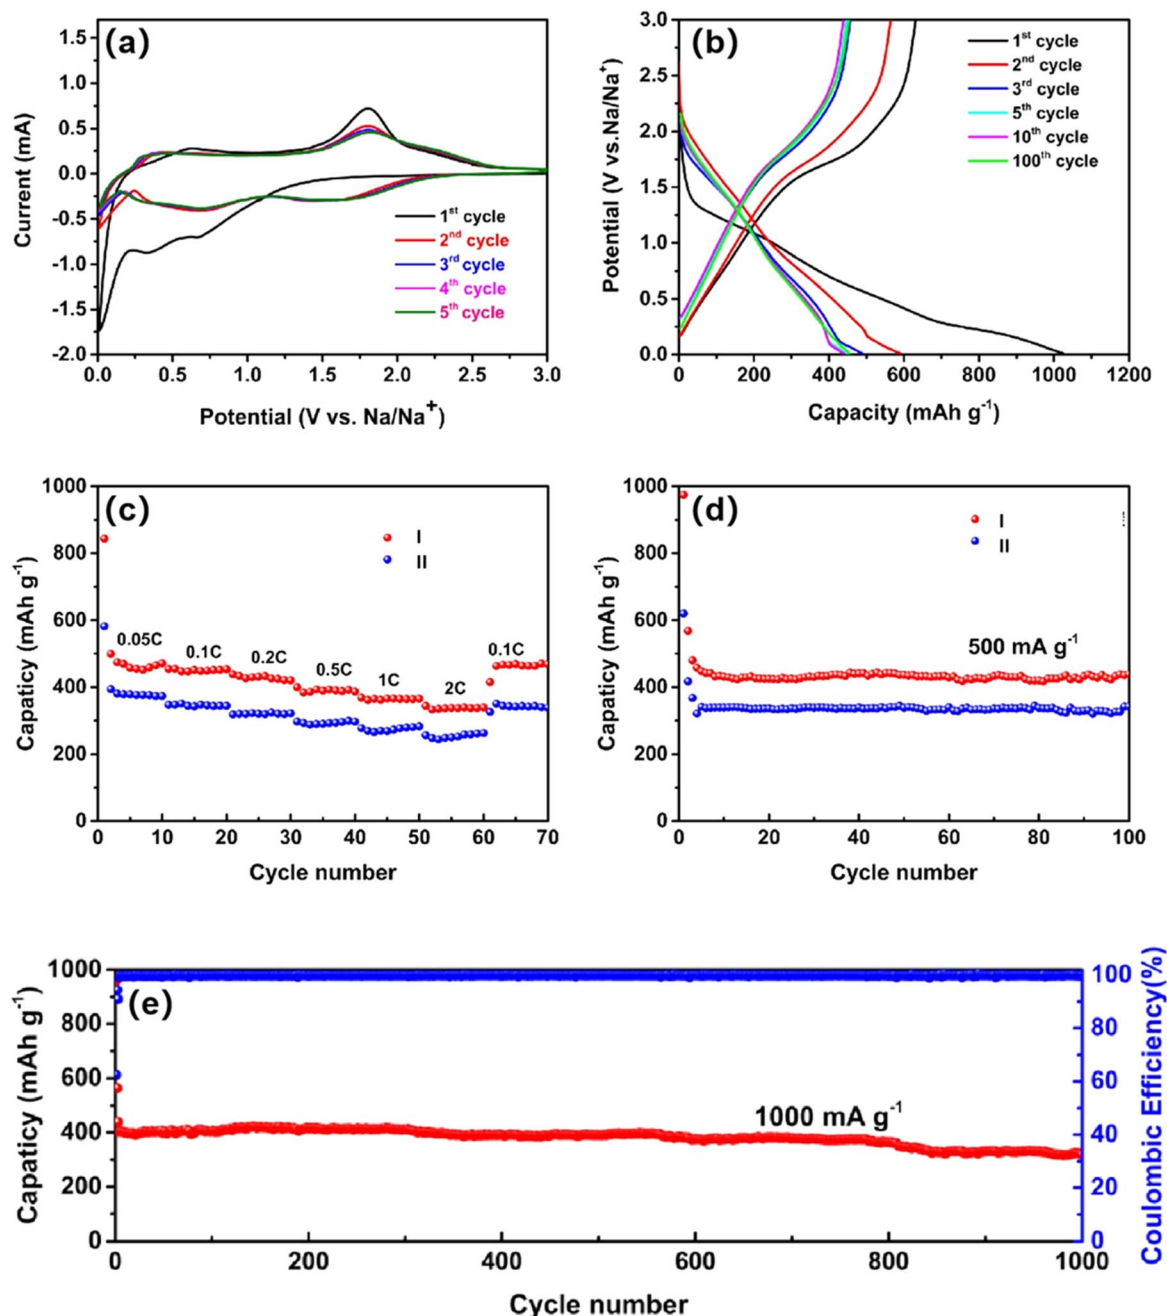 (a)
1.5
1.0
0.5
0.0
-0.5
-1.0
-1.5
-2.0
Current (mA)
1st cycle
2nd cycle
3rd cycle
4th cycle
5th cycle
0.0 0.5 1.0 1.5 2.0 2.5 3.0
Potential (V vs. Na/Na+)
(b)
3.0
2.5
2.0
1.5
1.0
0.5
0.0
Potential (V vs.Na/Na+)
1st cycle
2nd cycle
3rd cycle
5th cycle
10th cycle
100th cycle
0 200 400 600 800 1000 1200
Capacity (mAh g-1)
(c)
1000
800
600
400
200
0
Capaticy (mAh g-1)
I
II
0.05C
0.1C
0.2C
0.5C
1C
2C
0.1C
0 10 20 30 40 50 60 70
Cycle number
(d)
1000
800
600
400
200
0
Capaticy (mAh g-1)
I
II
500 mA g-1
0 20 40 60 80 100
Cycle number
(e)
1000
800
600
400
200
0
Capaticy (mAh g-1)
1000 mA g-1
100
80
60
40
20
0
Coulombic Efficiency(%)
0 200 400 600 800 1000
Cycle number